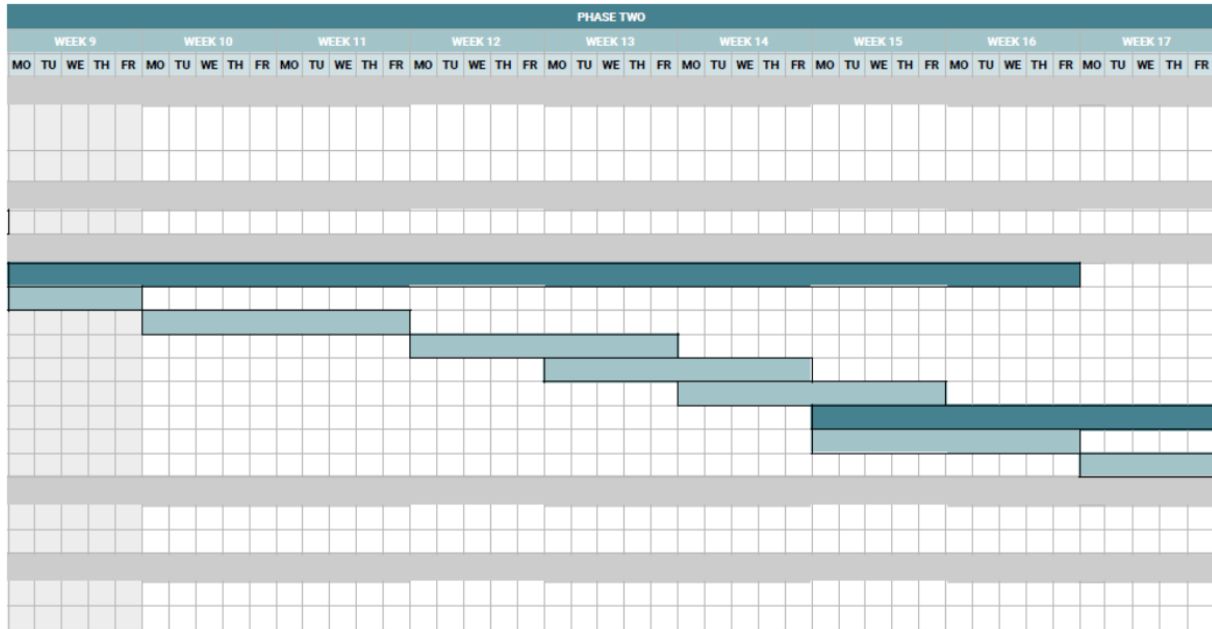 PHASE TWO
WEEK 9 WEEK 10 WEEK 11 WEEK 12 WEEK 13 WEEK 14 WEEK 15 WEEK 16 WEEK 17
MO TU WE TH FR MO TU WE TH FR MO TU WE TH FR MO TU WE TH FR MO TU WE TH FR MO TU WE TH FR MO TU WE TH FR MO TU WE TH FR MO TU WE TH FR